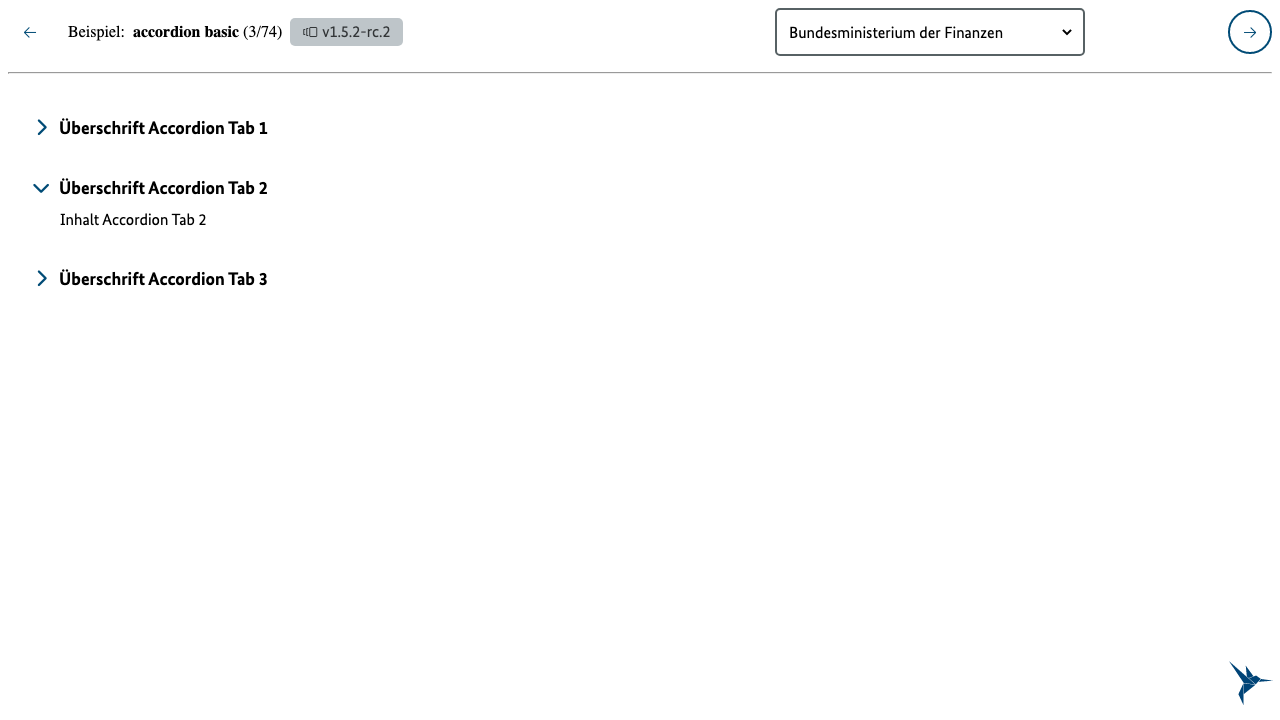 Beispiel: accordion basic (3/74) v1.5.2-rc.2 Bundesministerium der Finanzen
Überschrift Accordion Tab 1
Überschrift Accordion Tab 2
Inhalt Accordion Tab 2
Überschrift Accordion Tab 3